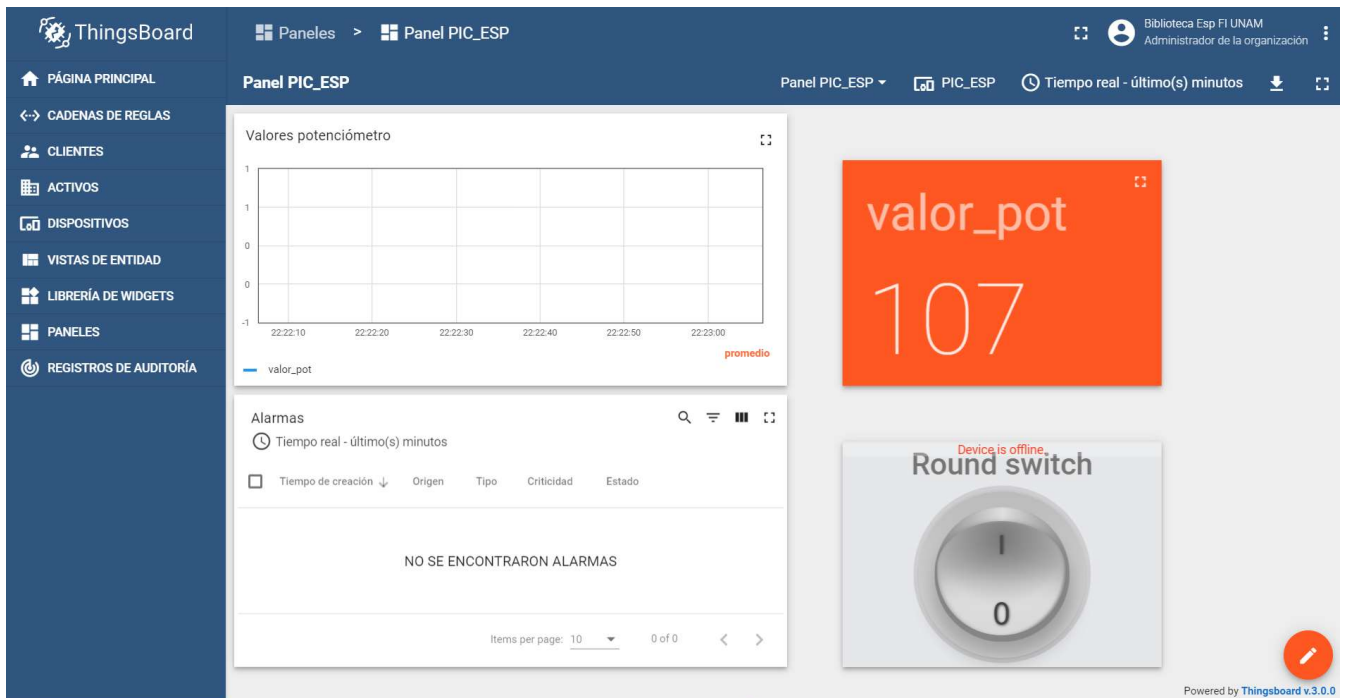 ThingsBoard
Paneles > Panel PIC_ESP
Biblioteca Esp FI UNAM
Administrador de la organización
PÁGINA PRINCIPAL
CADENAS DE REGLAS
CLIENTES
ACTIVOS
DISPOSITIVOS
VISTAS DE ENTIDAD
LIBRERÍA DE WIDGETS
PANELES
REGISTROS DE AUDITORÍA
Panel PIC_ESP
Panel PIC_ESP
PIC_ESP
Tiempo real - último(s) minutos
Valores potenciómetro
1
1
0
0
-1
22:22:10 22:22:20 22:22:30 22:22:40 22:22:50 22:23:00
promedio
valor_pot
valor_pot
107
Alarmas
Tiempo real - último(s) minutos
Tiempo de creación Origen Tipo Criticidad Estado
NO SE ENCONTRARON ALARMAS
Items per page: 10 0 of 0
Device is offline.
Round switch
I
0
Powered by Thingsboard v.3.0.0